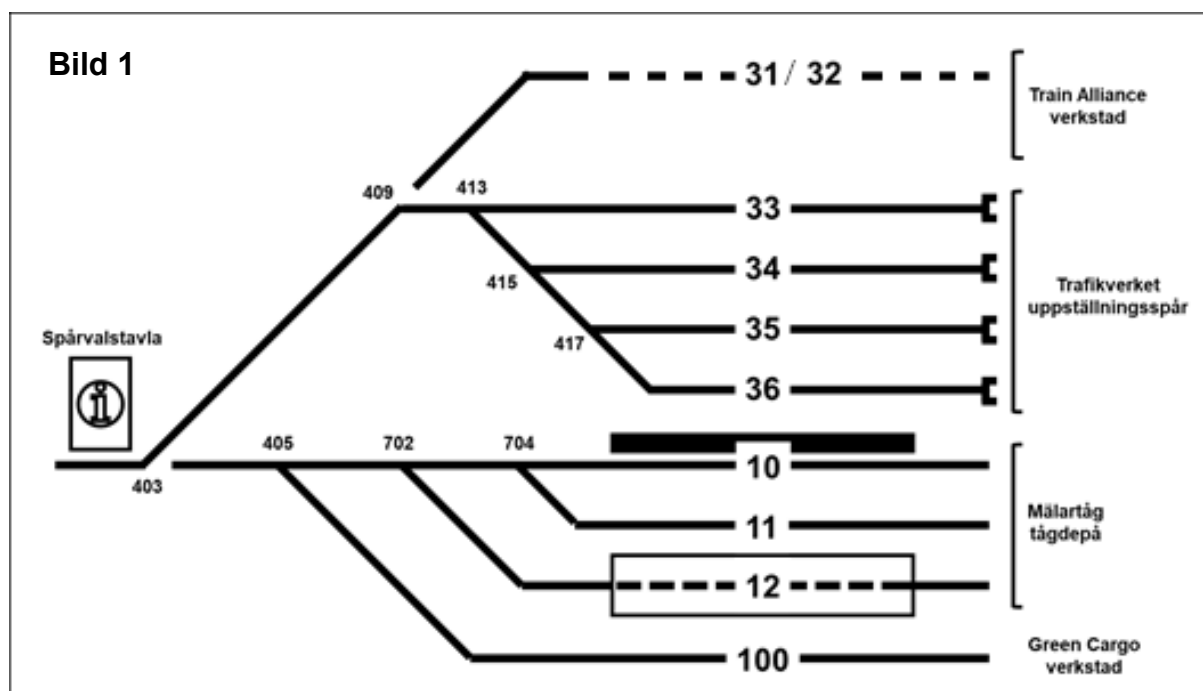 Bild 1
31 / 32
Train Alliance
verkstad
409
413
33
415
34
Trafikverket
uppställningsspår
417
35
36
Spårvalstavla
i
403
405
702
704
10
11
Mälartåg
tågdepå
12
100
Green Cargo
verkstad